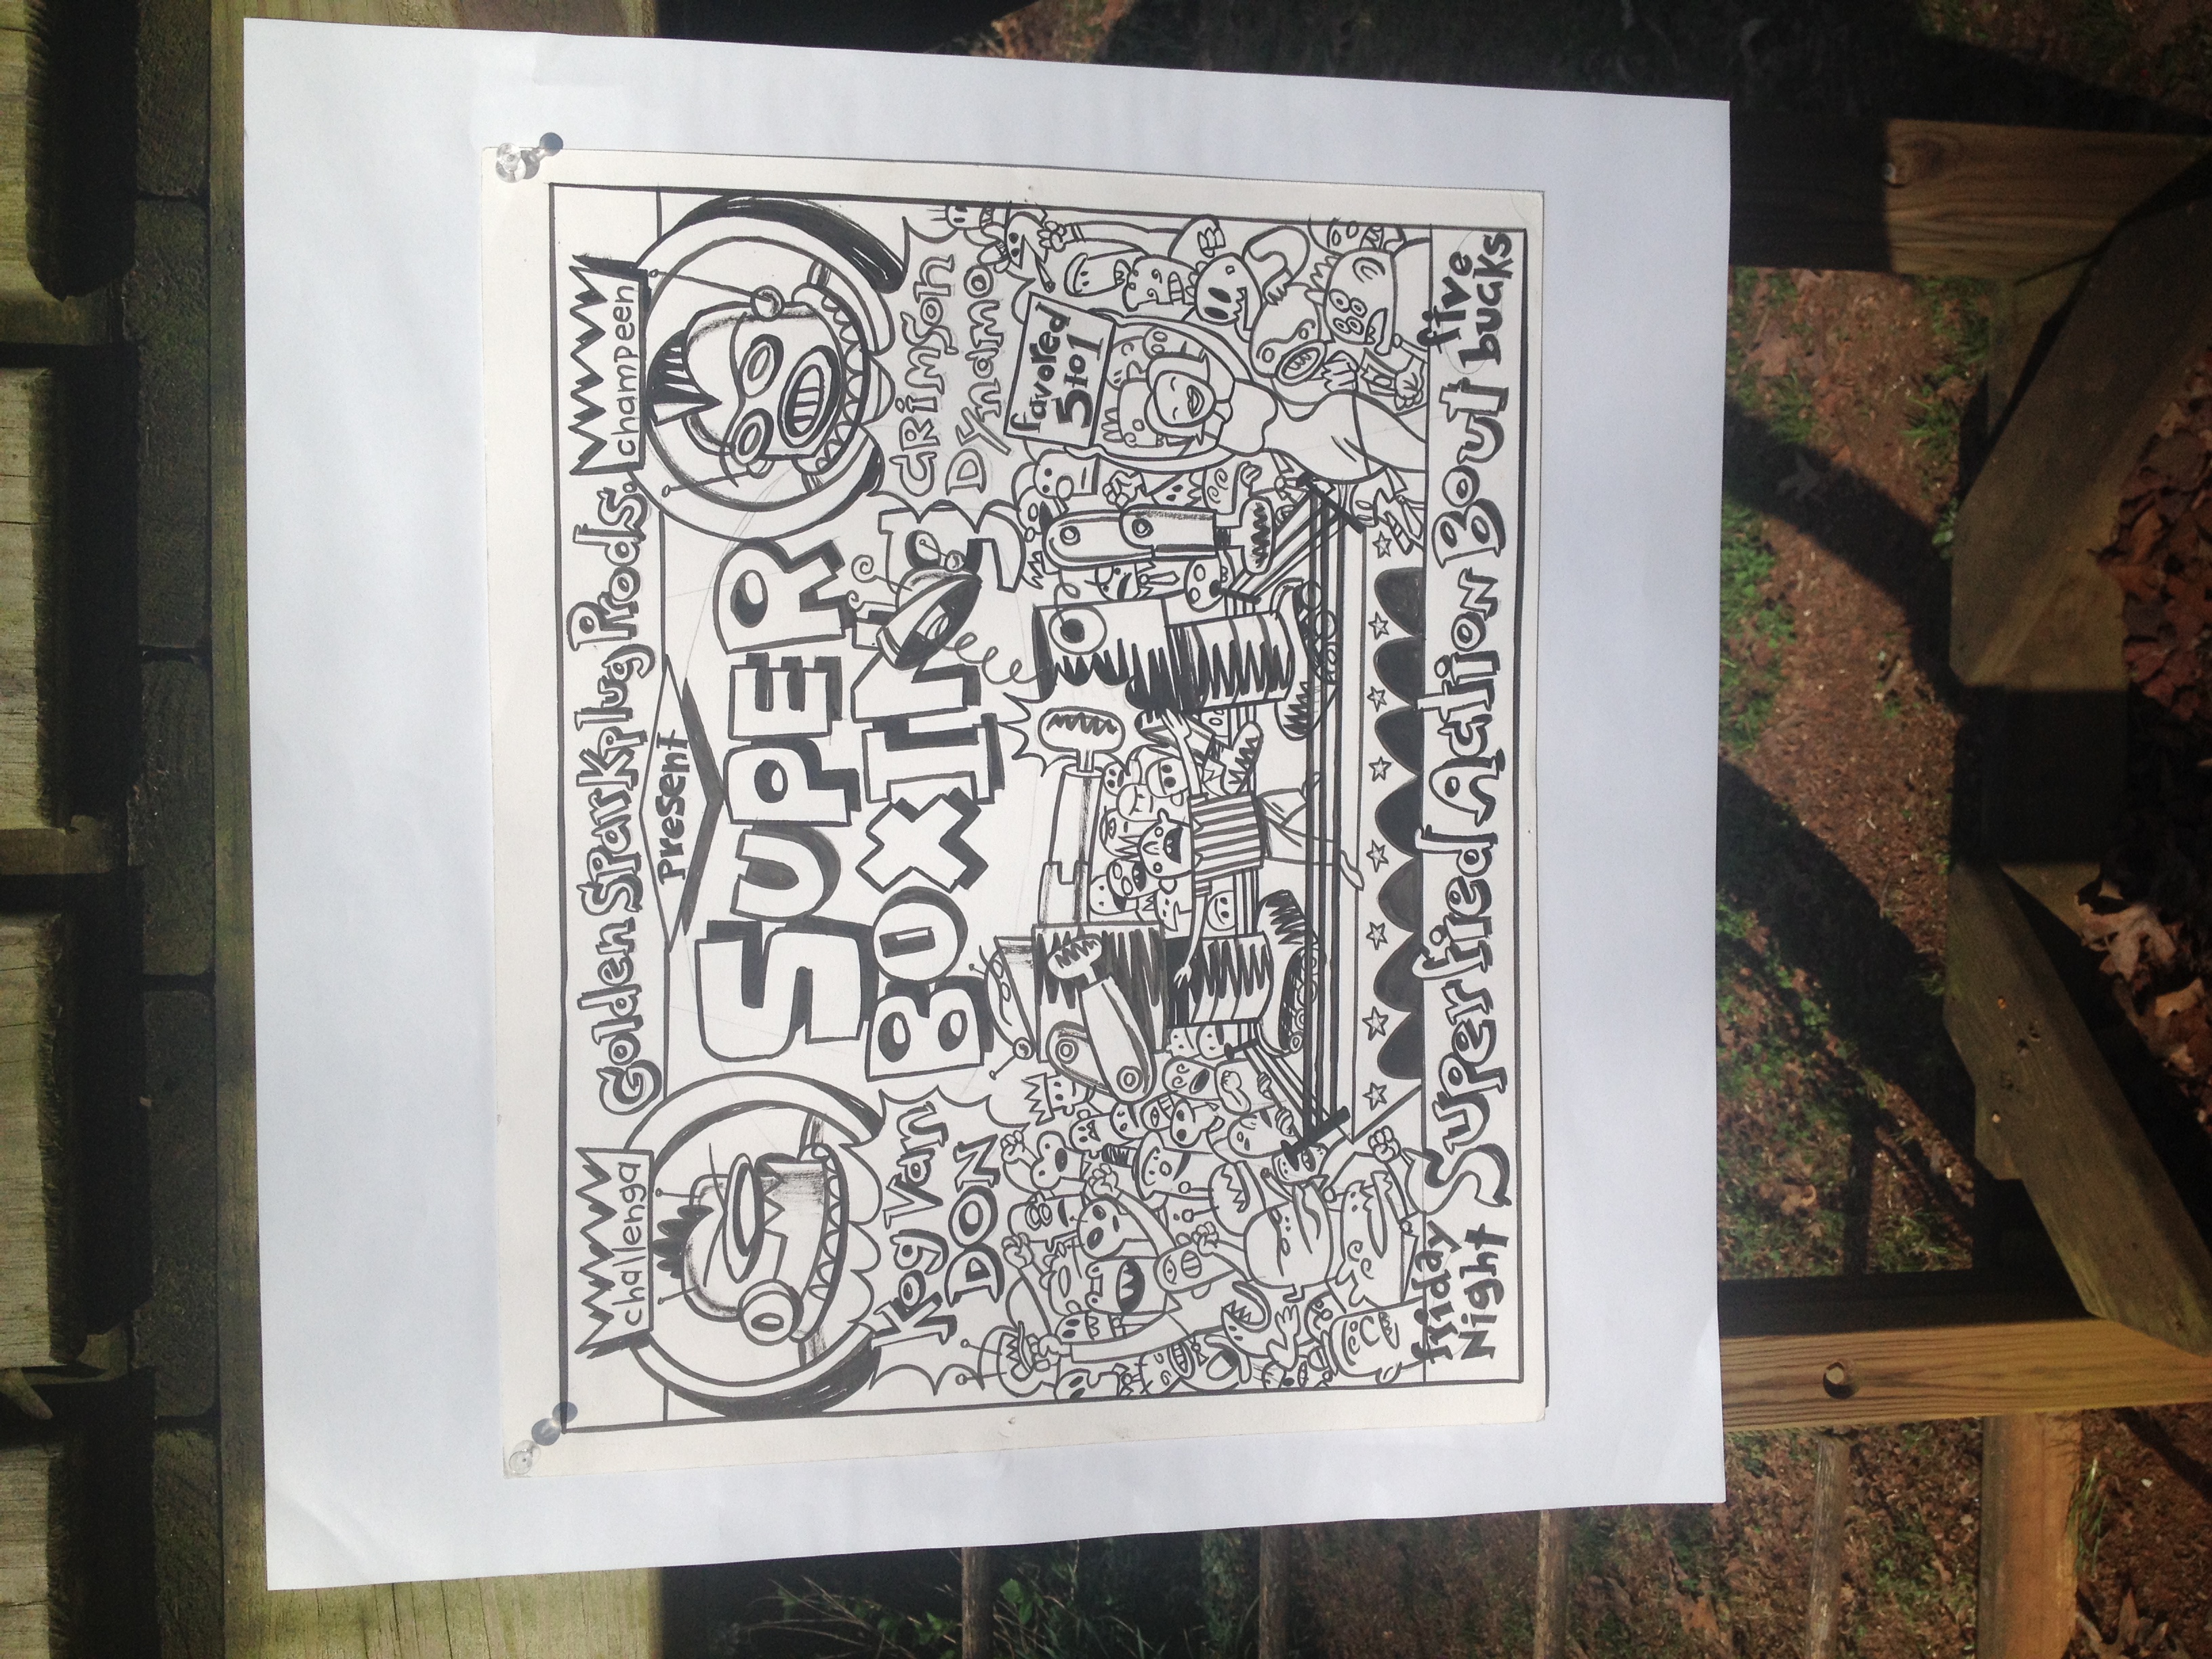 challenga
Golden Sparkplug Prods.
champeen
Present
SUPER
BOXINg
Kog Van
DON
CRimson
Dynamo
favored
5 to 1
friday
Night
Superfied Action Bout
five
bucks